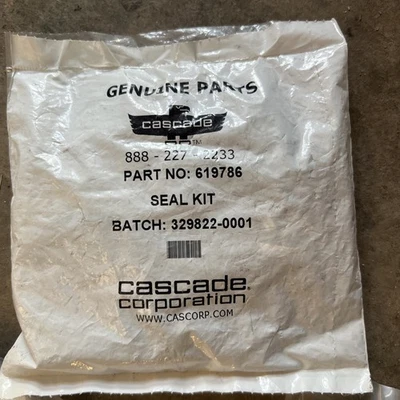 GENUINE PARTS
cascade
TM
888 - 227 - 2233
PART NO: 619786
SEAL KIT
BATCH: 329822-0001
cascade
corporation
WWW.CASCORP.COM